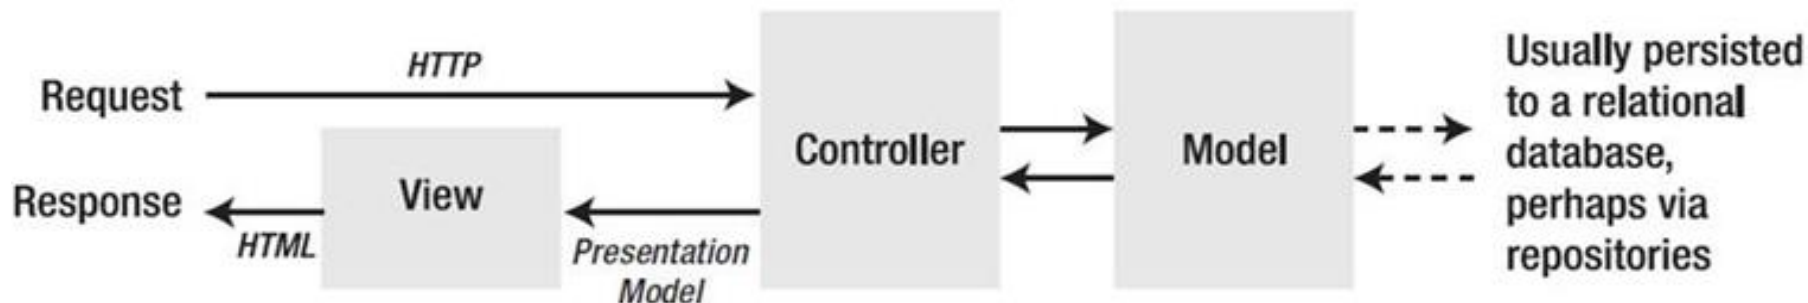 HTTP
Request
Controller
Model
Usually persisted
to a relational
database,
perhaps via
repositories
View
Response
HTML
Presentation
Model